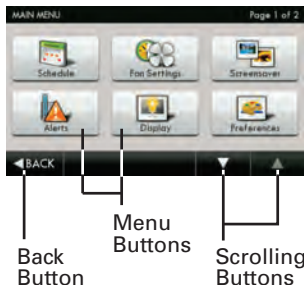 MAIN MENU Page 1 of 2
Schedule Fan Settings Screensaver
Alerts Display Preferences
BACK
Menu
Buttons
Back
Button
Scrolling
Buttons